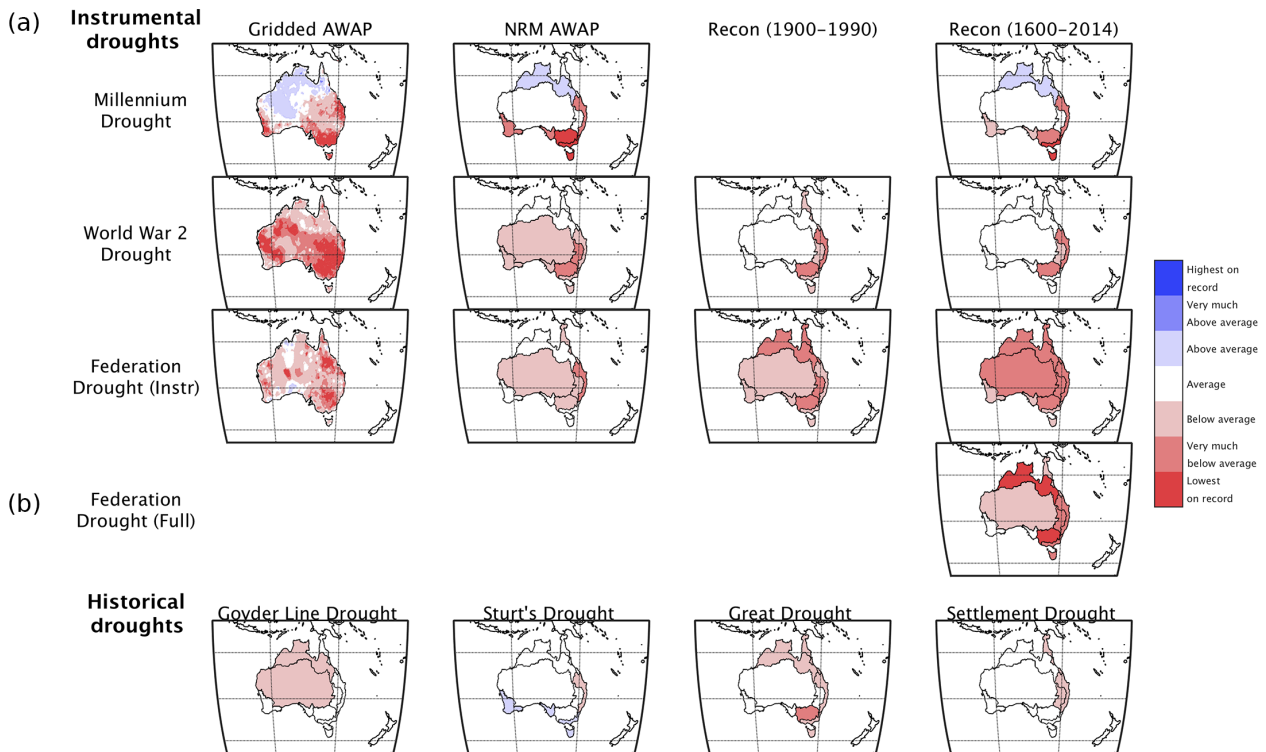 (a)
Instrumental
droughts
Gridded AWAP
NRM AWAP
Recon (1900–1990)
Recon (1600–2014)
Millennium
Drought
World War 2
Drought
Federation
Drought (Instr)
Highest on
record
Very much
Above average
Above average
Average
Below average
Very much
below average
Lowest
on record
(b)
Federation
Drought (Full)
Historical
droughts
Goyder Line Drought
Sturt's Drought
Great Drought
Settlement Drought